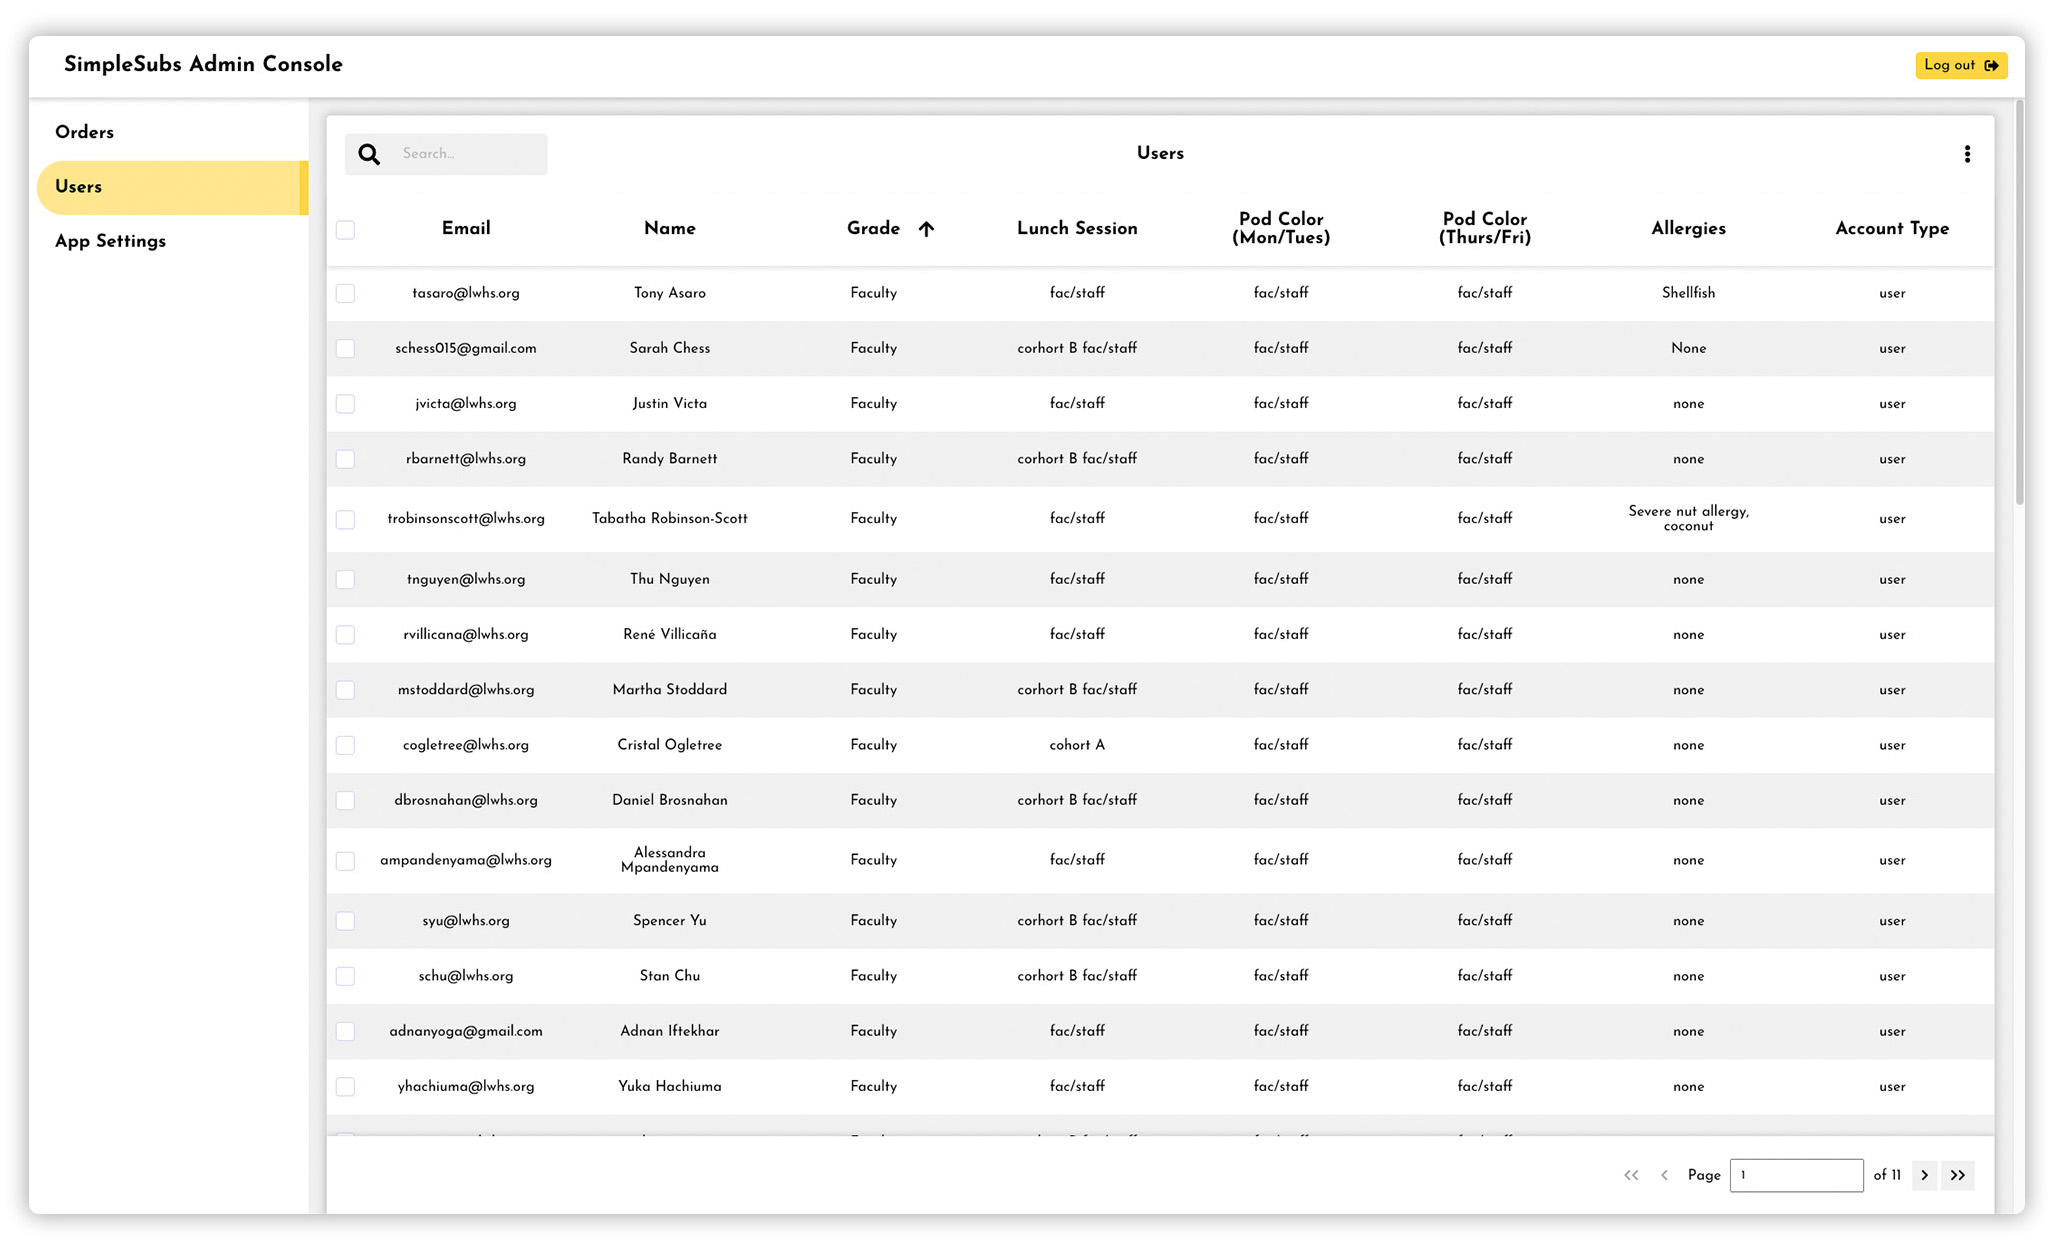 SimpleSubs Admin Console
Log out
Orders
Users
App Settings
Search...
Users
Email Name Grade Lunch Session Pod Color (Mon/Tues) Pod Color (Thurs/Fri) Allergies Account Type
tasaro@lwhs.org Tony Asaro Faculty fac/staff fac/staff fac/staff Shellfish user
schess015@gmail.com Sarah Chess Faculty corhort B fac/staff fac/staff fac/staff None user
jvicta@lwhs.org Justin Victa Faculty fac/staff fac/staff fac/staff none user
rbarnett@lwhs.org Randy Barnett Faculty corhort B fac/staff fac/staff fac/staff none user
trobinsonscott@lwhs.org Tabatha Robinson-Scott Faculty fac/staff fac/staff fac/staff Severe nut allergy, coconut user
tnguyen@lwhs.org Thu Nguyen Faculty fac/staff fac/staff fac/staff none user
rvillicana@lwhs.org René Villicaña Faculty fac/staff fac/staff fac/staff none user
mstoddard@lwhs.org Martha Stoddard Faculty corhort B fac/staff fac/staff fac/staff none user
cogletree@lwhs.org Cristal Ogletree Faculty cohort A fac/staff fac/staff none user
dbrosnahan@lwhs.org Daniel Brosnahan Faculty corhort B fac/staff fac/staff fac/staff none user
ampandenyama@lwhs.org Alessandra Mpandenyama Faculty fac/staff fac/staff fac/staff none user
syu@lwhs.org Spencer Yu Faculty corhort B fac/staff fac/staff fac/staff none user
schu@lwhs.org Stan Chu Faculty corhort B fac/staff fac/staff fac/staff none user
adnanyoga@gmail.com Adnan Iftekhar Faculty fac/staff fac/staff fac/staff none user
yhachiuma@lwhs.org Yuka Hachiuma Faculty fac/staff fac/staff fac/staff none user
<< < Page 1 of 11 > >>